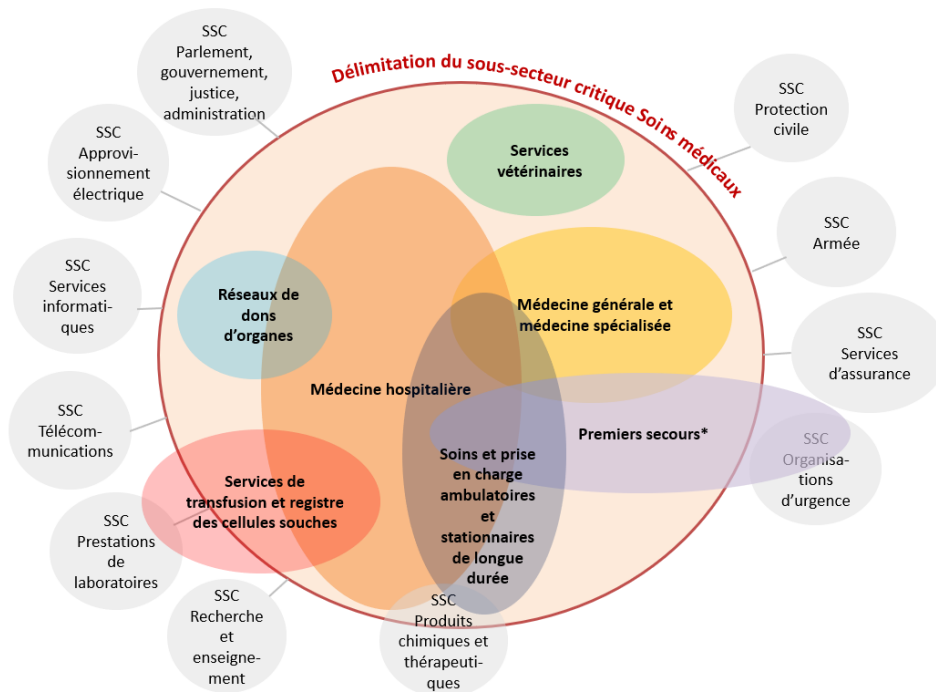 Délimitation du sous-secteur critique Soins médicaux
SSC
Parlement,
gouvernement,
justice,
administration
SSC
Protection
civile
SSC
Approvi-
sionnement
électrique
Services
vétérinaires
SSC
Armée
SSC
Services
informati-
ques
Réseaux de
dons
d'organes
Médecine générale et
médecine spécialisée
SSC
Services
d'assurance
Médecine hospitalière
SSC
Télécom-
munications
Premiers secours*
SSC
Organisa-
tions
d'urgence
Soins et prise
en charge
ambulatoires
et
stationnaires
de longue
durée
Services de
transfusion et registre
des cellules souches
SSC
Prestations
de
laboratoires
SSC
Recherche
et
enseigne-
ment
SSC
Produits
chimiques et
thérapeuti-
ques